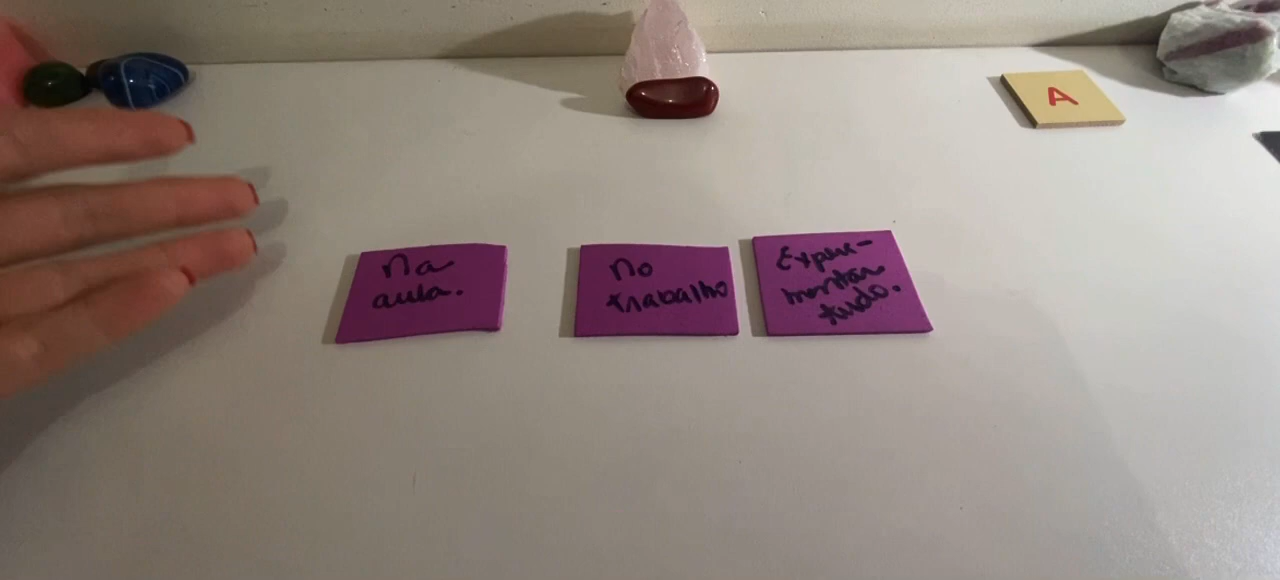 A
Na
aula.
No
trabalho
Experi-
mentar
tudo.